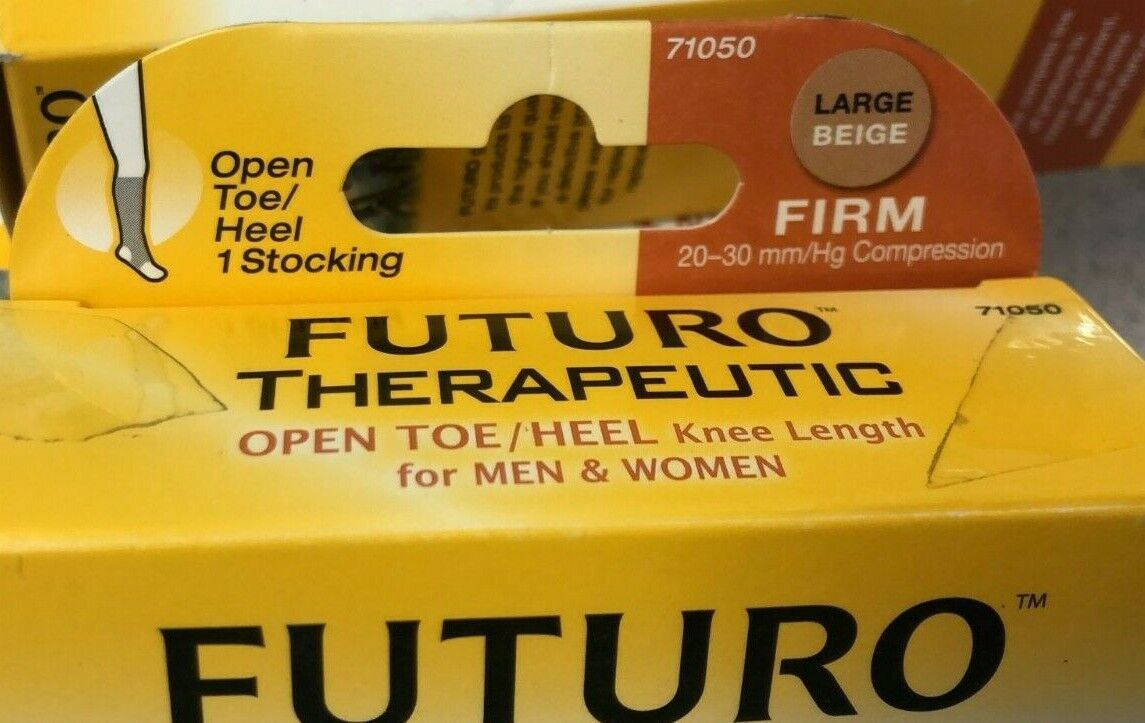 71050
LARGE
BEIGE
Open
Toe/
Heel
1 Stocking
FIRM
20–30 mm/Hg Compression
FUTURO™
71050
THERAPEUTIC
OPEN TOE/HEEL Knee Length
for MEN & WOMEN
FUTURO™